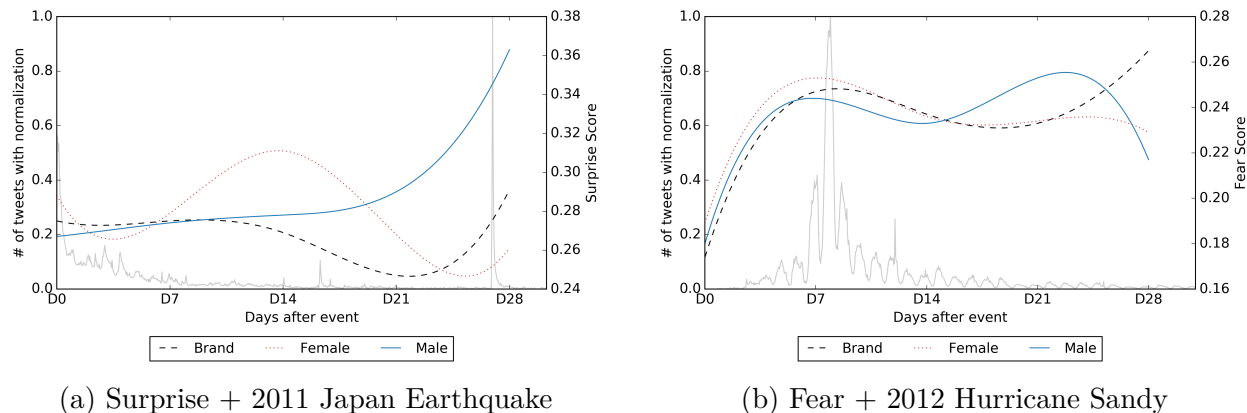 1.0
0.8
0.6
0.4
0.2
0.0
# of tweets with normalization
0.38
0.36
0.33
0.31
0.28
0.26
0.24
Surprise Score
D0 D7 D14 D21 D28
Days after event
Brand Female Male
(a) Surprise + 2011 Japan Earthquake
1.0
0.8
0.6
0.4
0.2
0.0
# of tweets with normalization
0.28
0.26
0.24
0.22
0.20
0.18
0.16
Fear Score
D0 D7 D14 D21 D28
Days after event
Brand Female Male
(b) Fear + 2012 Hurricane Sandy